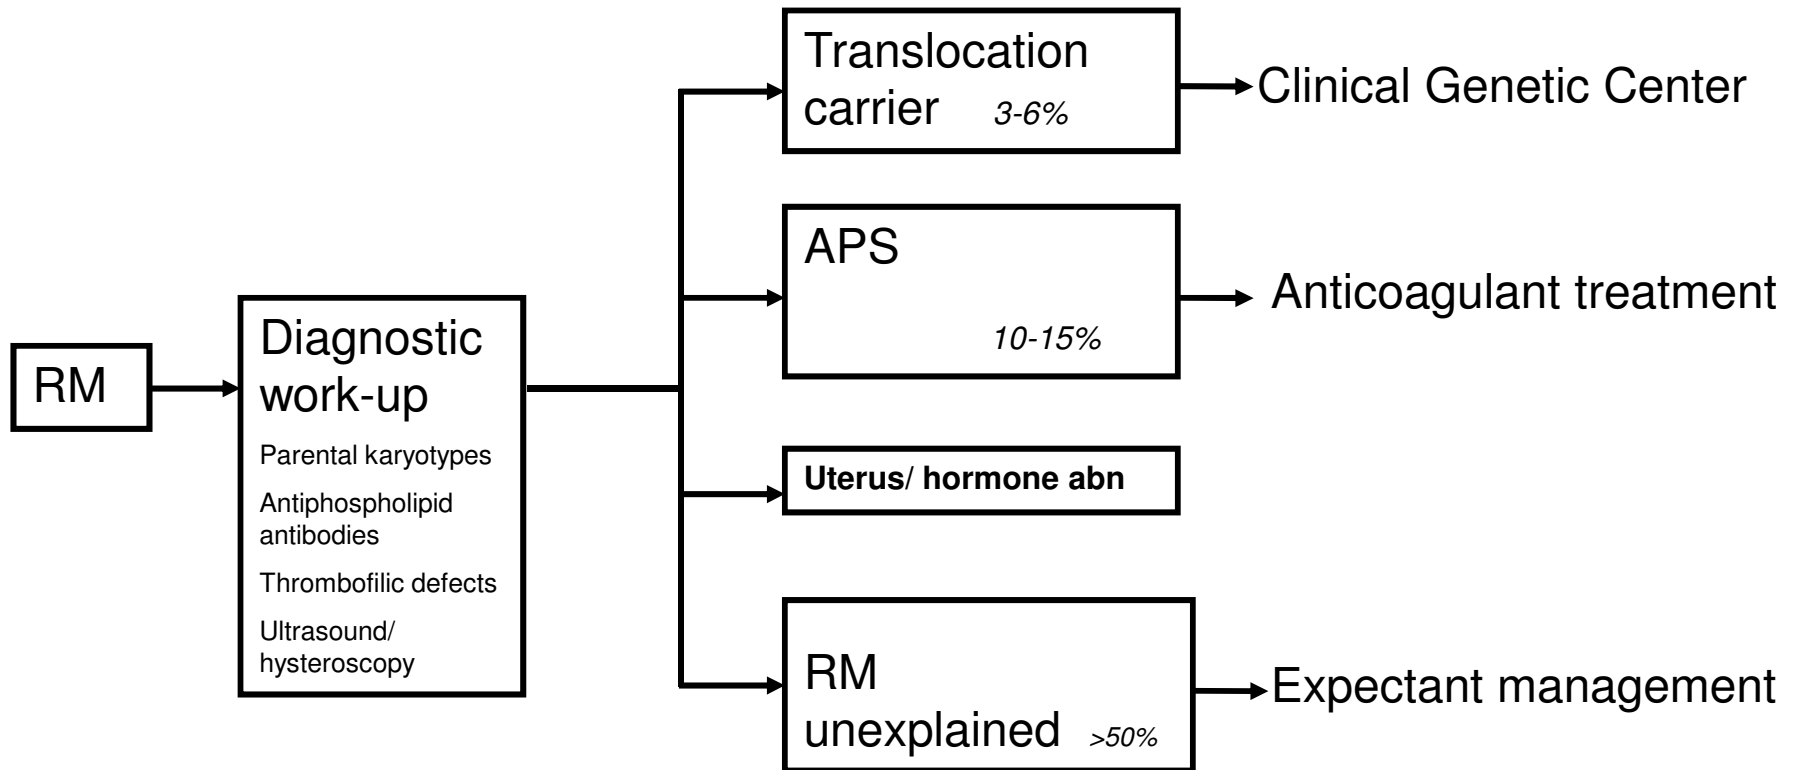 RM
Diagnostic
work-up
Parental karyotypes
Antiphospholipid
antibodies
Thrombofilic defects
Ultrasound/
hysteroscopy
Translocation
carrier 3-6%
Clinical Genetic Center
APS
10-15%
Anticoagulant treatment
Uterus/ hormone abn
RM
unexplained >50%
Expectant management